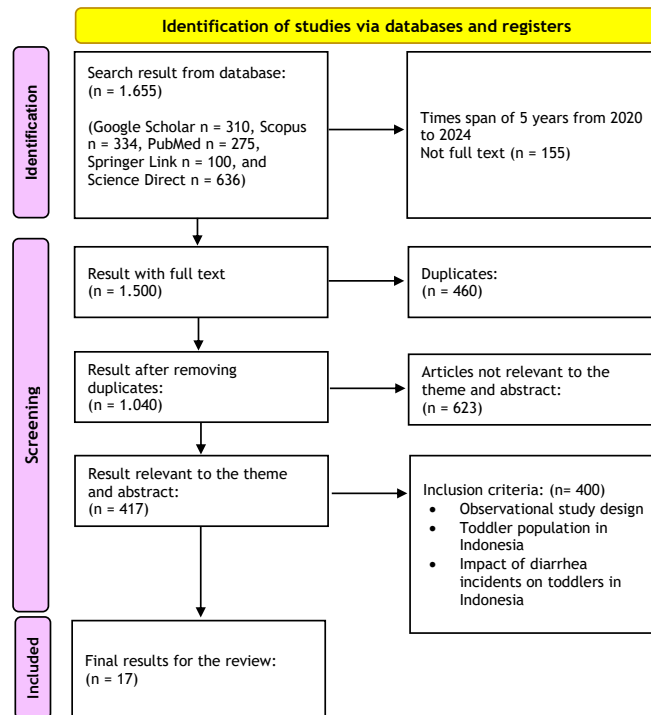 Identification of studies via databases and registers
Identification
Search result from database:
(n = 1.655)
(Google Scholar n = 310, Scopus
n = 334, PubMed n = 275,
Springer Link n = 100, and
Science Direct n = 636)
Times span of 5 years from 2020
to 2024
Not full text (n = 155)
Screening
Result with full text
(n = 1.500)
Duplicates:
(n = 460)
Result after removing
duplicates:
(n = 1.040)
Articles not relevant to the
theme and abstract:
(n = 623)
Result relevant to the theme
and abstract:
(n = 417)
Inclusion criteria: (n= 400)
• Observational study design
• Toddler population in
Indonesia
• Impact of diarrhea
incidents on toddlers in
Indonesia
Included
Final results for the review:
(n = 17)